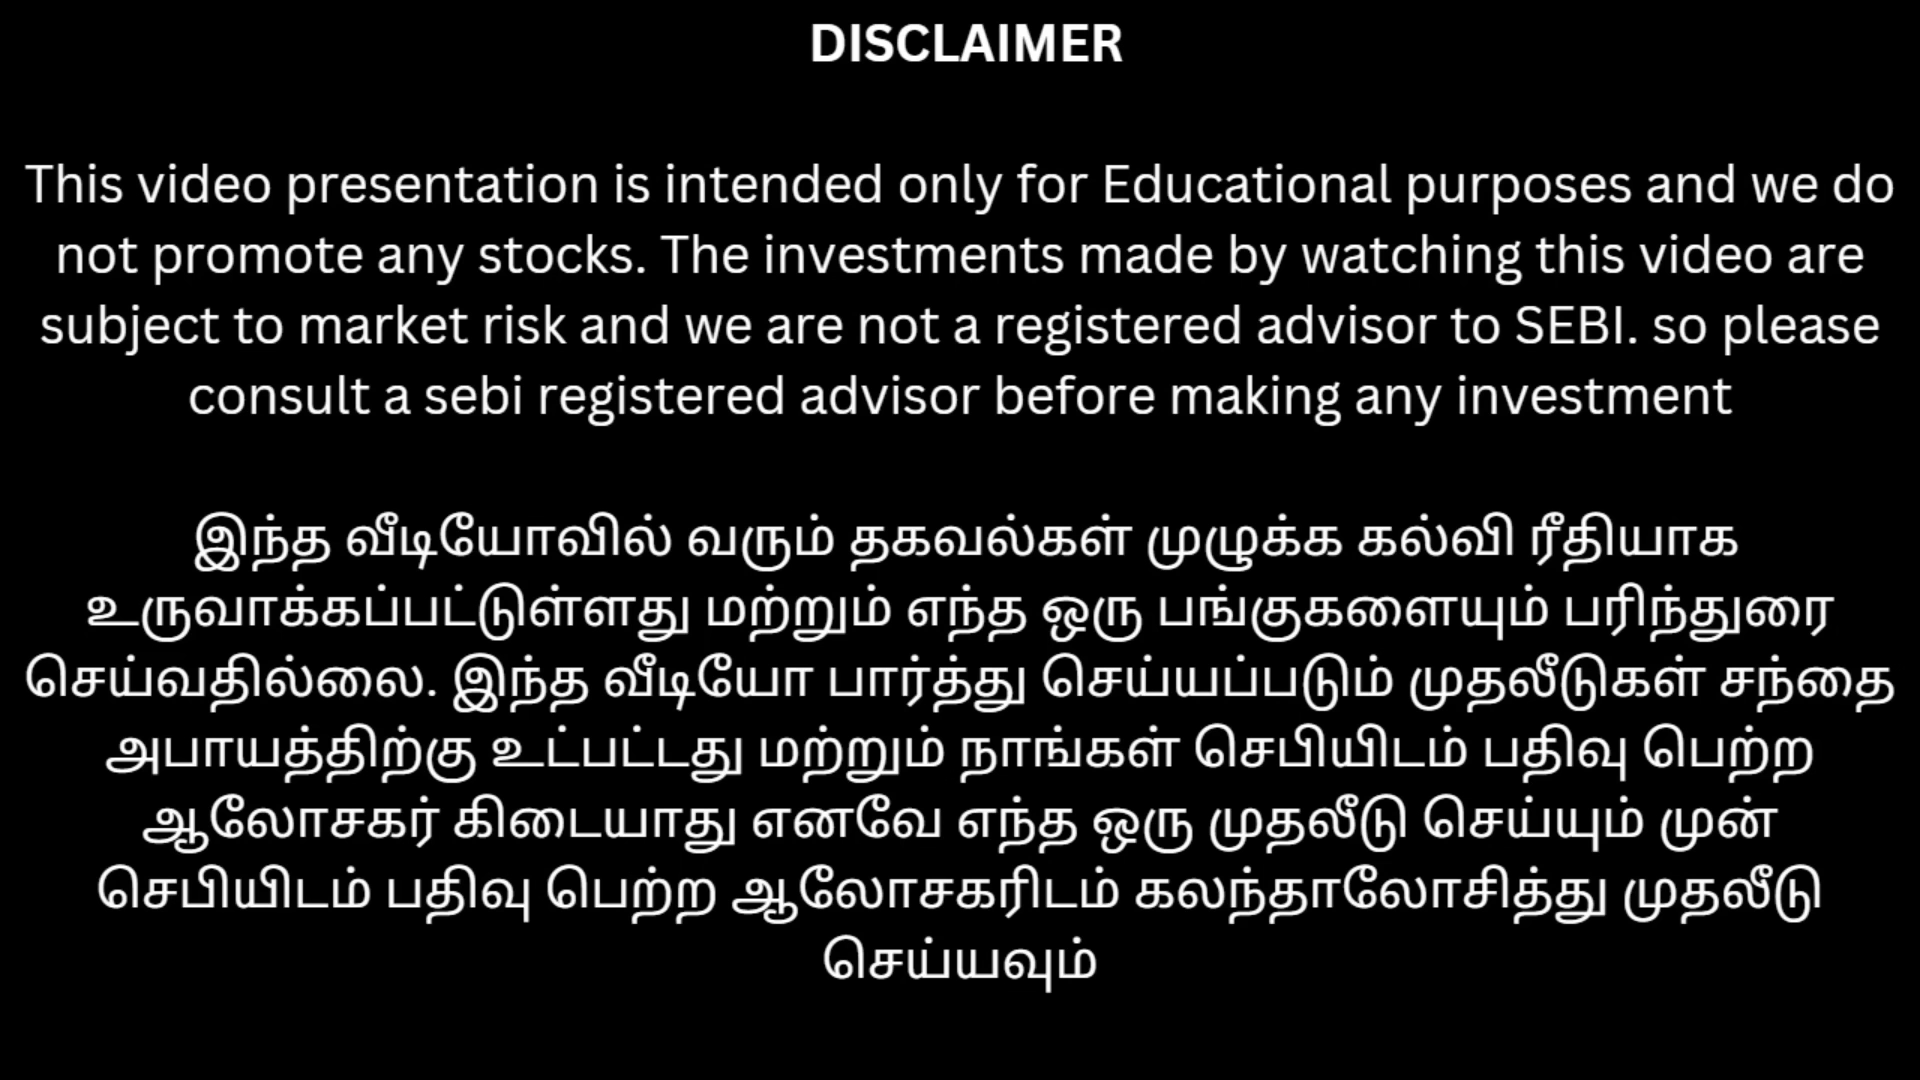 DISCLAIMER
This video presentation is intended only for Educational purposes and we do
not promote any stocks. The investments made by watching this video are
subject to market risk and we are not a registered advisor to SEBI. so please
consult a sebi registered advisor before making any investment
இந்த வீடியோவில் வரும் தகவல்கள் முழுக்க கல்வி ரீதியாக
உருவாக்கப்பட்டுள்ளது மற்றும் எந்த ஒரு பங்குகளையும் பரிந்துரை
செய்வதில்லை. இந்த வீடியோ பார்த்து செய்யப்படும் முதலீடுகள் சந்தை
அபாயத்திற்கு உட்பட்டது மற்றும் நாங்கள் செபியிடம் பதிவு பெற்ற
ஆலோசகர் கிடையாது எனவே எந்த ஒரு முதலீடு செய்யும் முன்
செபியிடம் பதிவு பெற்ற ஆலோசகரிடம் கலந்தாலோசித்து முதலீடு
செய்யவும்